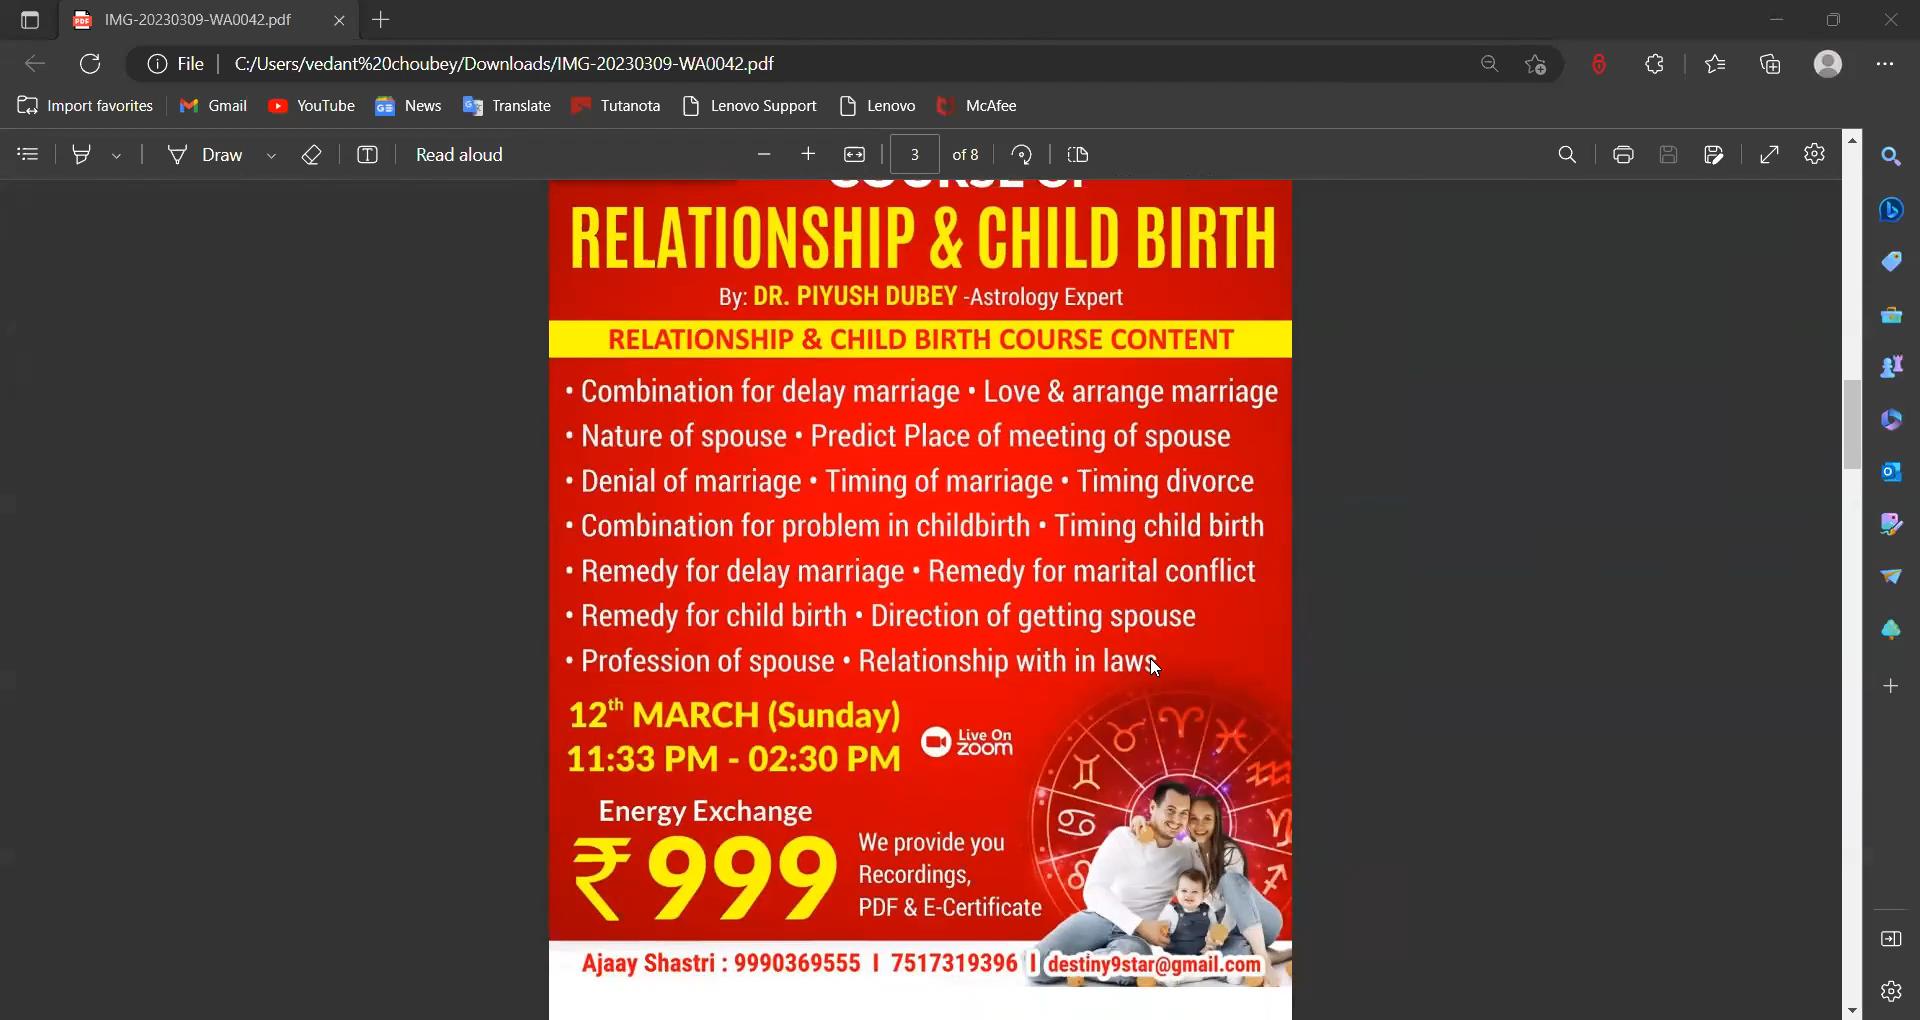 IMG-20230309-WA0042.pdf
File
C:/Users/vedant%20choubey/Downloads/IMG-20230309-WA0042.pdf
Import favorites
Gmail
YouTube
News
Translate
Tutanota
Lenovo Support
Lenovo
McAfee
Draw
Read aloud
3 of 8
COURSE OF
RELATIONSHIP & CHILD BIRTH
By: DR. PIYUSH DUBEY -Astrology Expert
RELATIONSHIP & CHILD BIRTH COURSE CONTENT
• Combination for delay marriage • Love & arrange marriage
• Nature of spouse • Predict Place of meeting of spouse
• Denial of marriage • Timing of marriage • Timing divorce
• Combination for problem in childbirth • Timing child birth
• Remedy for delay marriage • Remedy for marital conflict
• Remedy for child birth • Direction of getting spouse
• Profession of spouse • Relationship with in laws
12th MARCH (Sunday)
11:33 PM - 02:30 PM
Live On
zoom
Energy Exchange
₹999
We provide you
Recordings,
PDF & E-Certificate
Ajaay Shastri : 9990369555 I 7517319396 I destiny9star@gmail.com